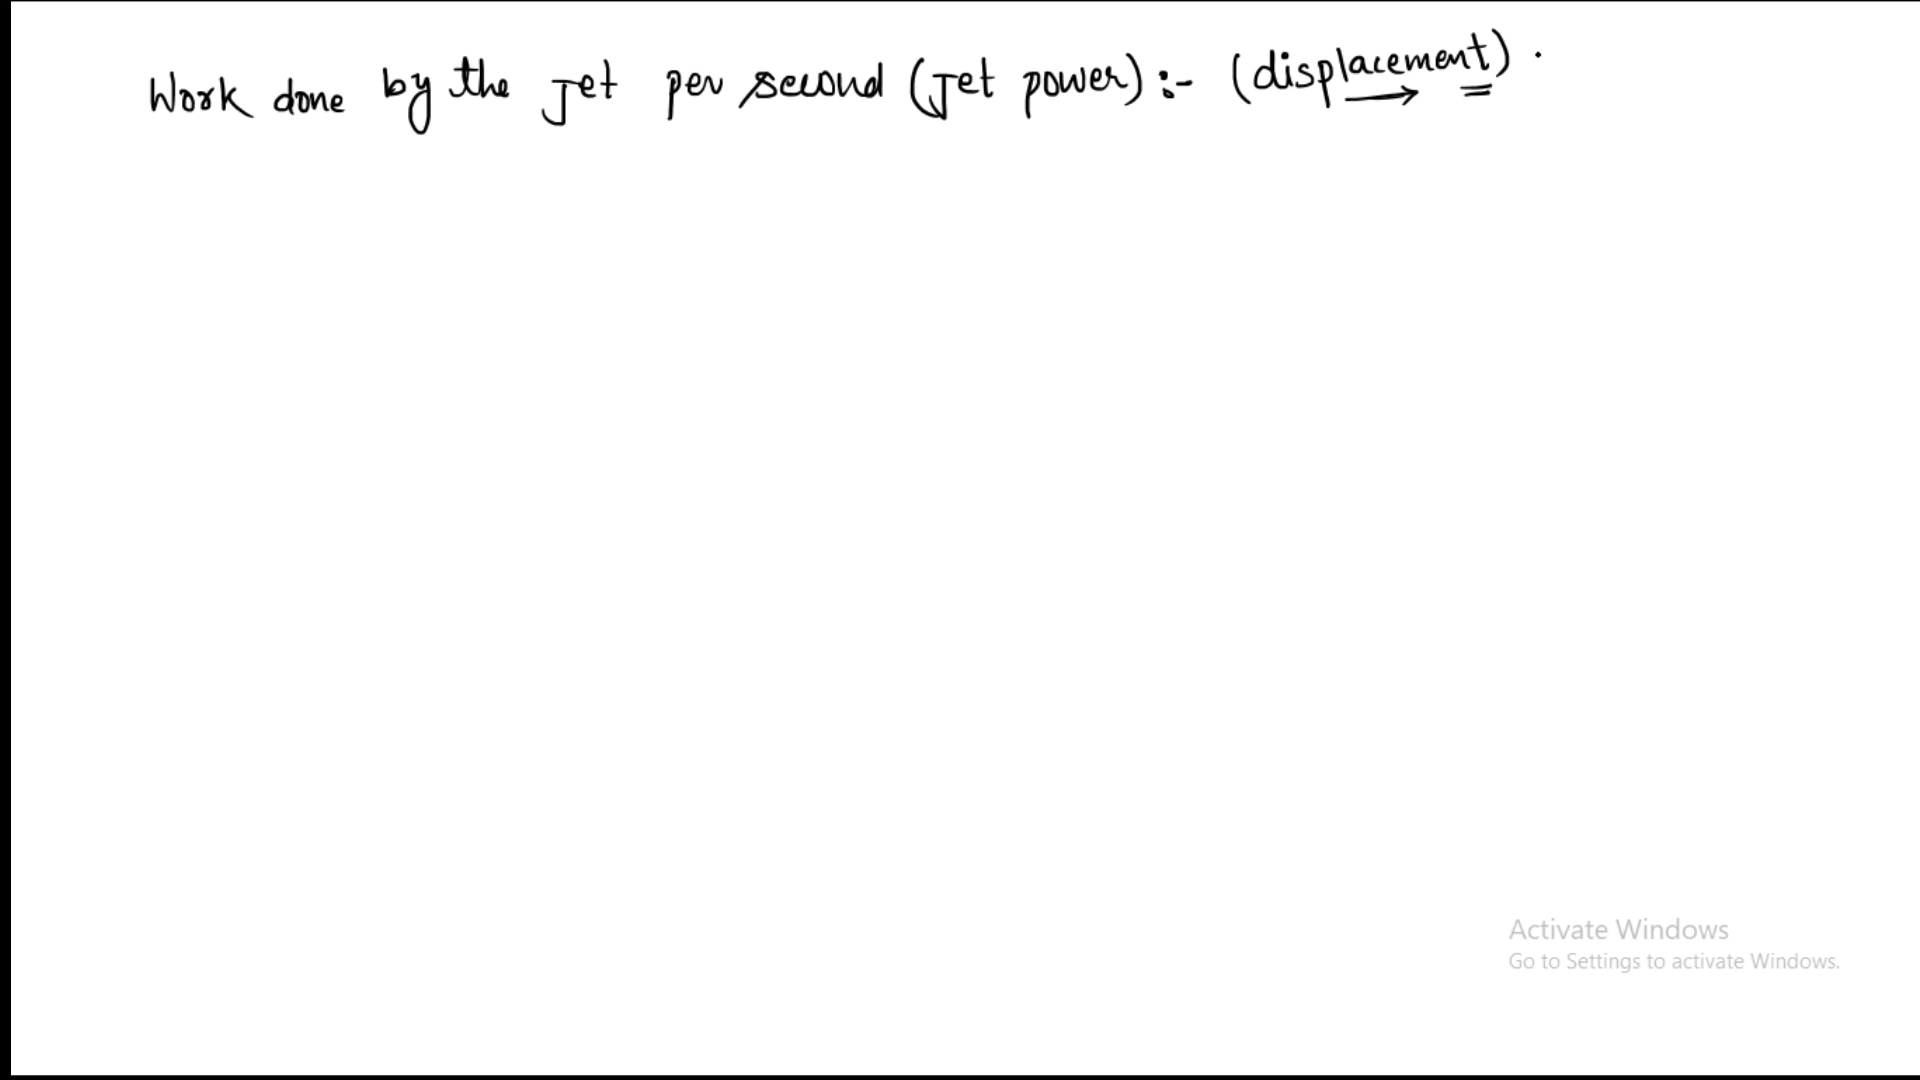 Work done by the Jet per second (Jet power) :- (displacement) .
Activate Windows
Go to Settings to activate Windows.